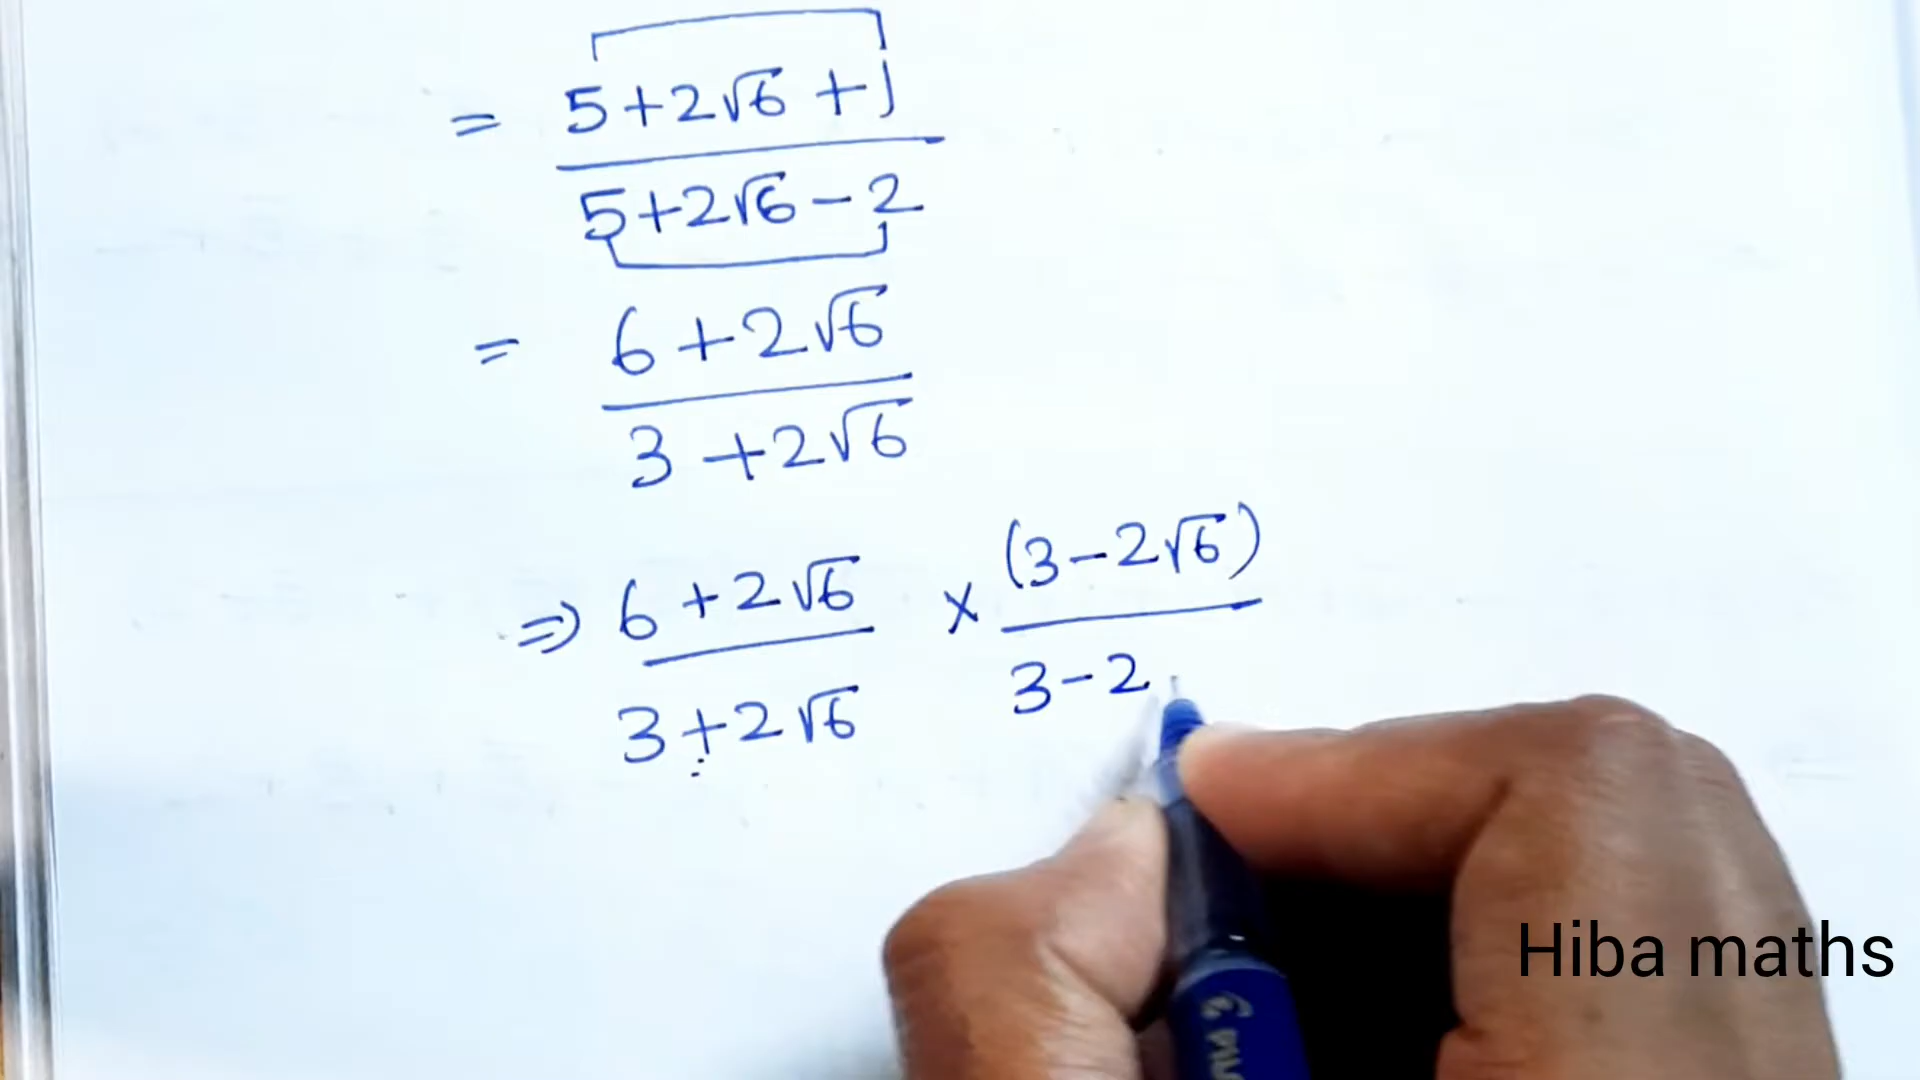 = 5+2√6 +1
5+2√6-2
= 6+2√6
3+2√6
⇒ 6+2√6 × (3-2√6)
3+2√6 3-2
Hiba maths